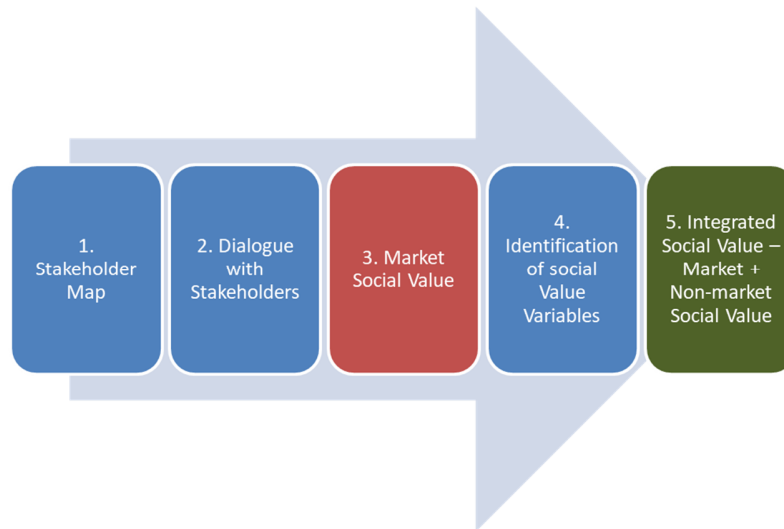 1.
Stakeholder
Map
2. Dialogue
with
Stakeholders
3. Market
Social Value
4.
Identification
of social
Value
Variables
5. Integrated
Social Value –
Market +
Non-market
Social Value